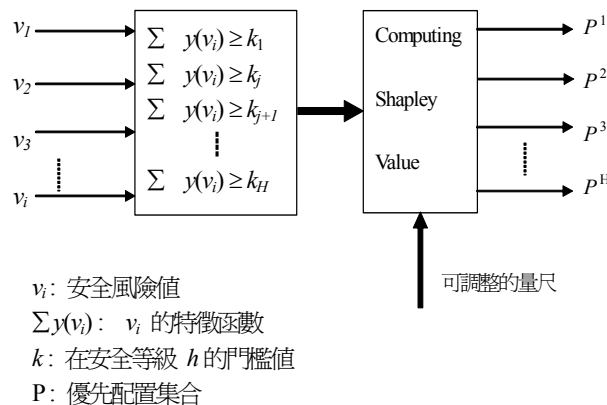 v1
v2
v3
vi
∑ y(vi) ≥ k1
∑ y(vi) ≥ kj
∑ y(vi) ≥ kj+1
∑ y(vi) ≥ kH
Computing
Shapley
Value
P1
P2
P3
PH
可調整的量尺
vi: 安全風險值
∑ y(vi): vi 的特徵函數
k: 在安全等級 h 的門檻值
P: 優先配置集合